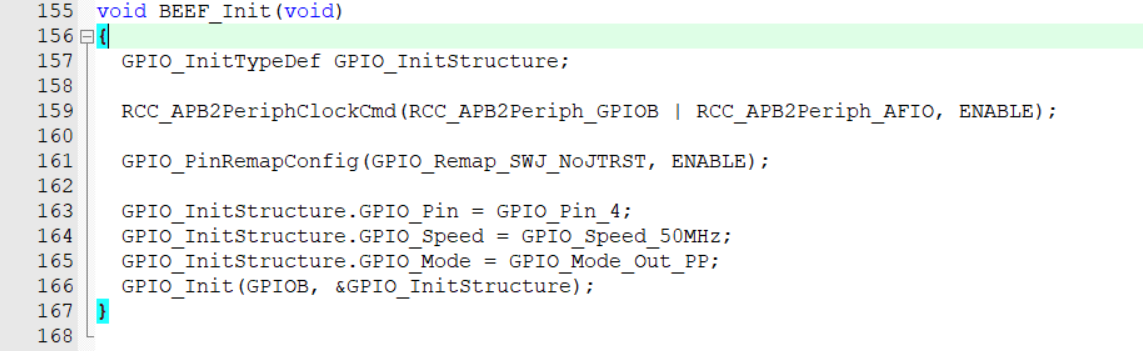 155 void BEEF_Init(void)
156 {
157 GPIO_InitTypeDef GPIO_InitStructure;
158
159 RCC_APB2PeriphClockCmd(RCC_APB2Periph_GPIOB | RCC_APB2Periph_AFIO, ENABLE);
160
161 GPIO_PinRemapConfig(GPIO_Remap_SWJ_NoJTRST, ENABLE);
162
163 GPIO_InitStructure.GPIO_Pin = GPIO_Pin_4;
164 GPIO_InitStructure.GPIO_Speed = GPIO_Speed_50MHz;
165 GPIO_InitStructure.GPIO_Mode = GPIO_Mode_Out_PP;
166 GPIO_Init(GPIOB, &GPIO_InitStructure);
167 }
168